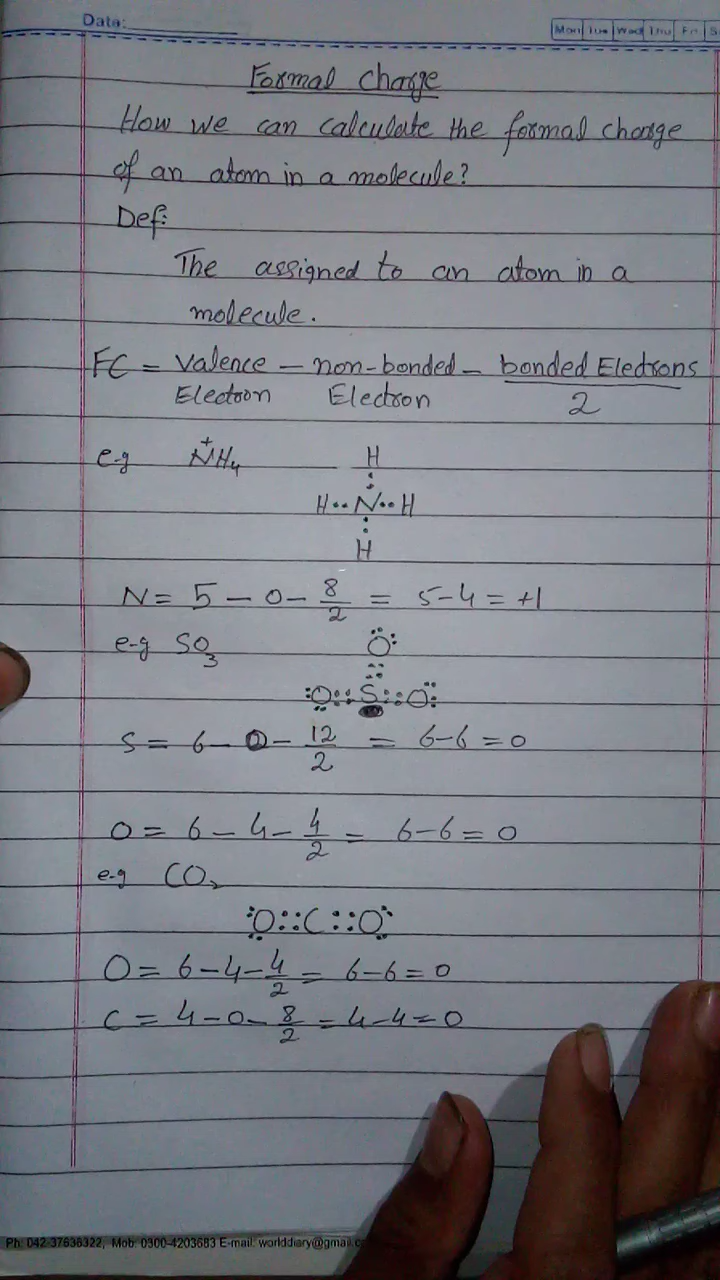 Date:
Mon Tue Wed Thu Fri S
Formal Charge
How we can calculate the formal charge
of an atom in a molecule?
Def:
The assigned to an atom in a
molecule.
FC = Valence Electron – non-bonded Electron – bonded Electrons / 2
e.g N⁺H₄
H
H··N··H
H
N = 5 – 0 – 8/2 = 5-4 = +1
e-g SO₃
:Ö:
:O::S::O:
S = 6 – 0 – 12/2 = 6-6 = 0
O = 6 – 4 – 4/2 = 6-6 = 0
e-g CO₂
:O::C::O:
O = 6 – 4 – 4/2 = 6-6 = 0
C = 4 – 0 – 8/2 = 4-4 = 0
Ph: 042-37636322, Mob: 0300-4203683 E-mail: worlddiary@gmail.co